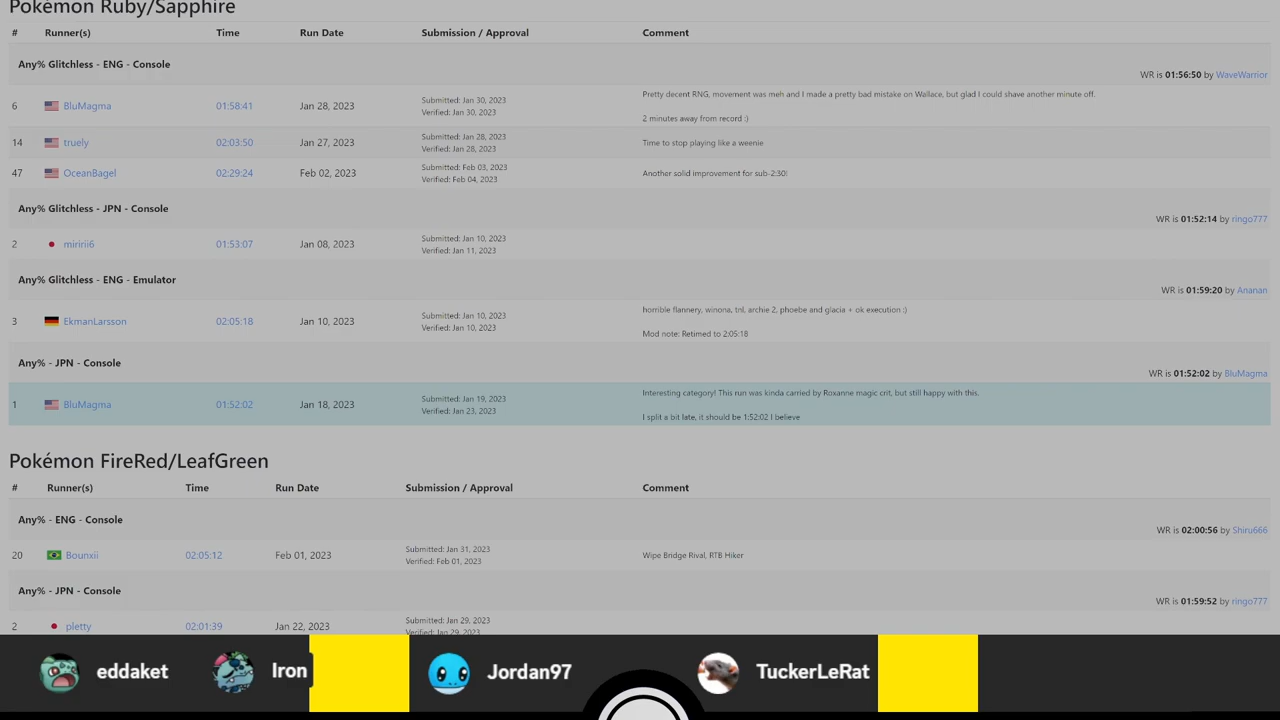 Pokémon Ruby/Sapphire
# Runner(s) Time Run Date Submission / Approval Comment
Any% Glitchless - ENG - Console
WR is 01:56:50 by WaveWarrior
6 BluMagma 01:58:41 Jan 28, 2023 Submitted: Jan 30, 2023 Pretty decent RNG, movement was meh and I made a pretty bad mistake on Wallace, but glad I could shave another minute off.
Verified: Jan 30, 2023 2 minutes away from record :)
14 truely 02:03:50 Jan 27, 2023 Submitted: Jan 28, 2023 Time to stop playing like a weenie
Verified: Jan 28, 2023
47 OceanBagel 02:29:24 Feb 02, 2023 Submitted: Feb 03, 2023 Another solid improvement for sub-2:30!
Verified: Feb 04, 2023
Any% Glitchless - JPN - Console
WR is 01:52:14 by ringo777
2 miririi6 01:53:07 Jan 08, 2023 Submitted: Jan 10, 2023
Verified: Jan 11, 2023
Any% Glitchless - ENG - Emulator
WR is 01:59:20 by Ananan
3 EkmanLarsson 02:05:18 Jan 10, 2023 Submitted: Jan 10, 2023 horrible flannery, winona, tnl, archie 2, phoebe and glacia + ok execution :)
Verified: Jan 10, 2023 Mod note: Retimed to 2:05:18
Any% - JPN - Console
WR is 01:52:02 by BluMagma
1 BluMagma 01:52:02 Jan 18, 2023 Submitted: Jan 19, 2023 Interesting category! This run was kinda carried by Roxanne magic crit, but still happy with this.
Verified: Jan 23, 2023 I split a bit late, it should be 1:52:02 I believe
Pokémon FireRed/LeafGreen
# Runner(s) Time Run Date Submission / Approval Comment
Any% - ENG - Console
WR is 02:00:56 by Shiru666
20 Bounxii 02:05:12 Feb 01, 2023 Submitted: Jan 31, 2023 Wipe Bridge Rival, RTB Hiker
Verified: Feb 01, 2023
Any% - JPN - Console
WR is 01:59:52 by ringo777
2 pletty 02:01:39 Jan 22, 2023 Submitted: Jan 29, 2023
Verified: Jan 29, 2023
eddaket Iron Jordan97 TuckerLeRat